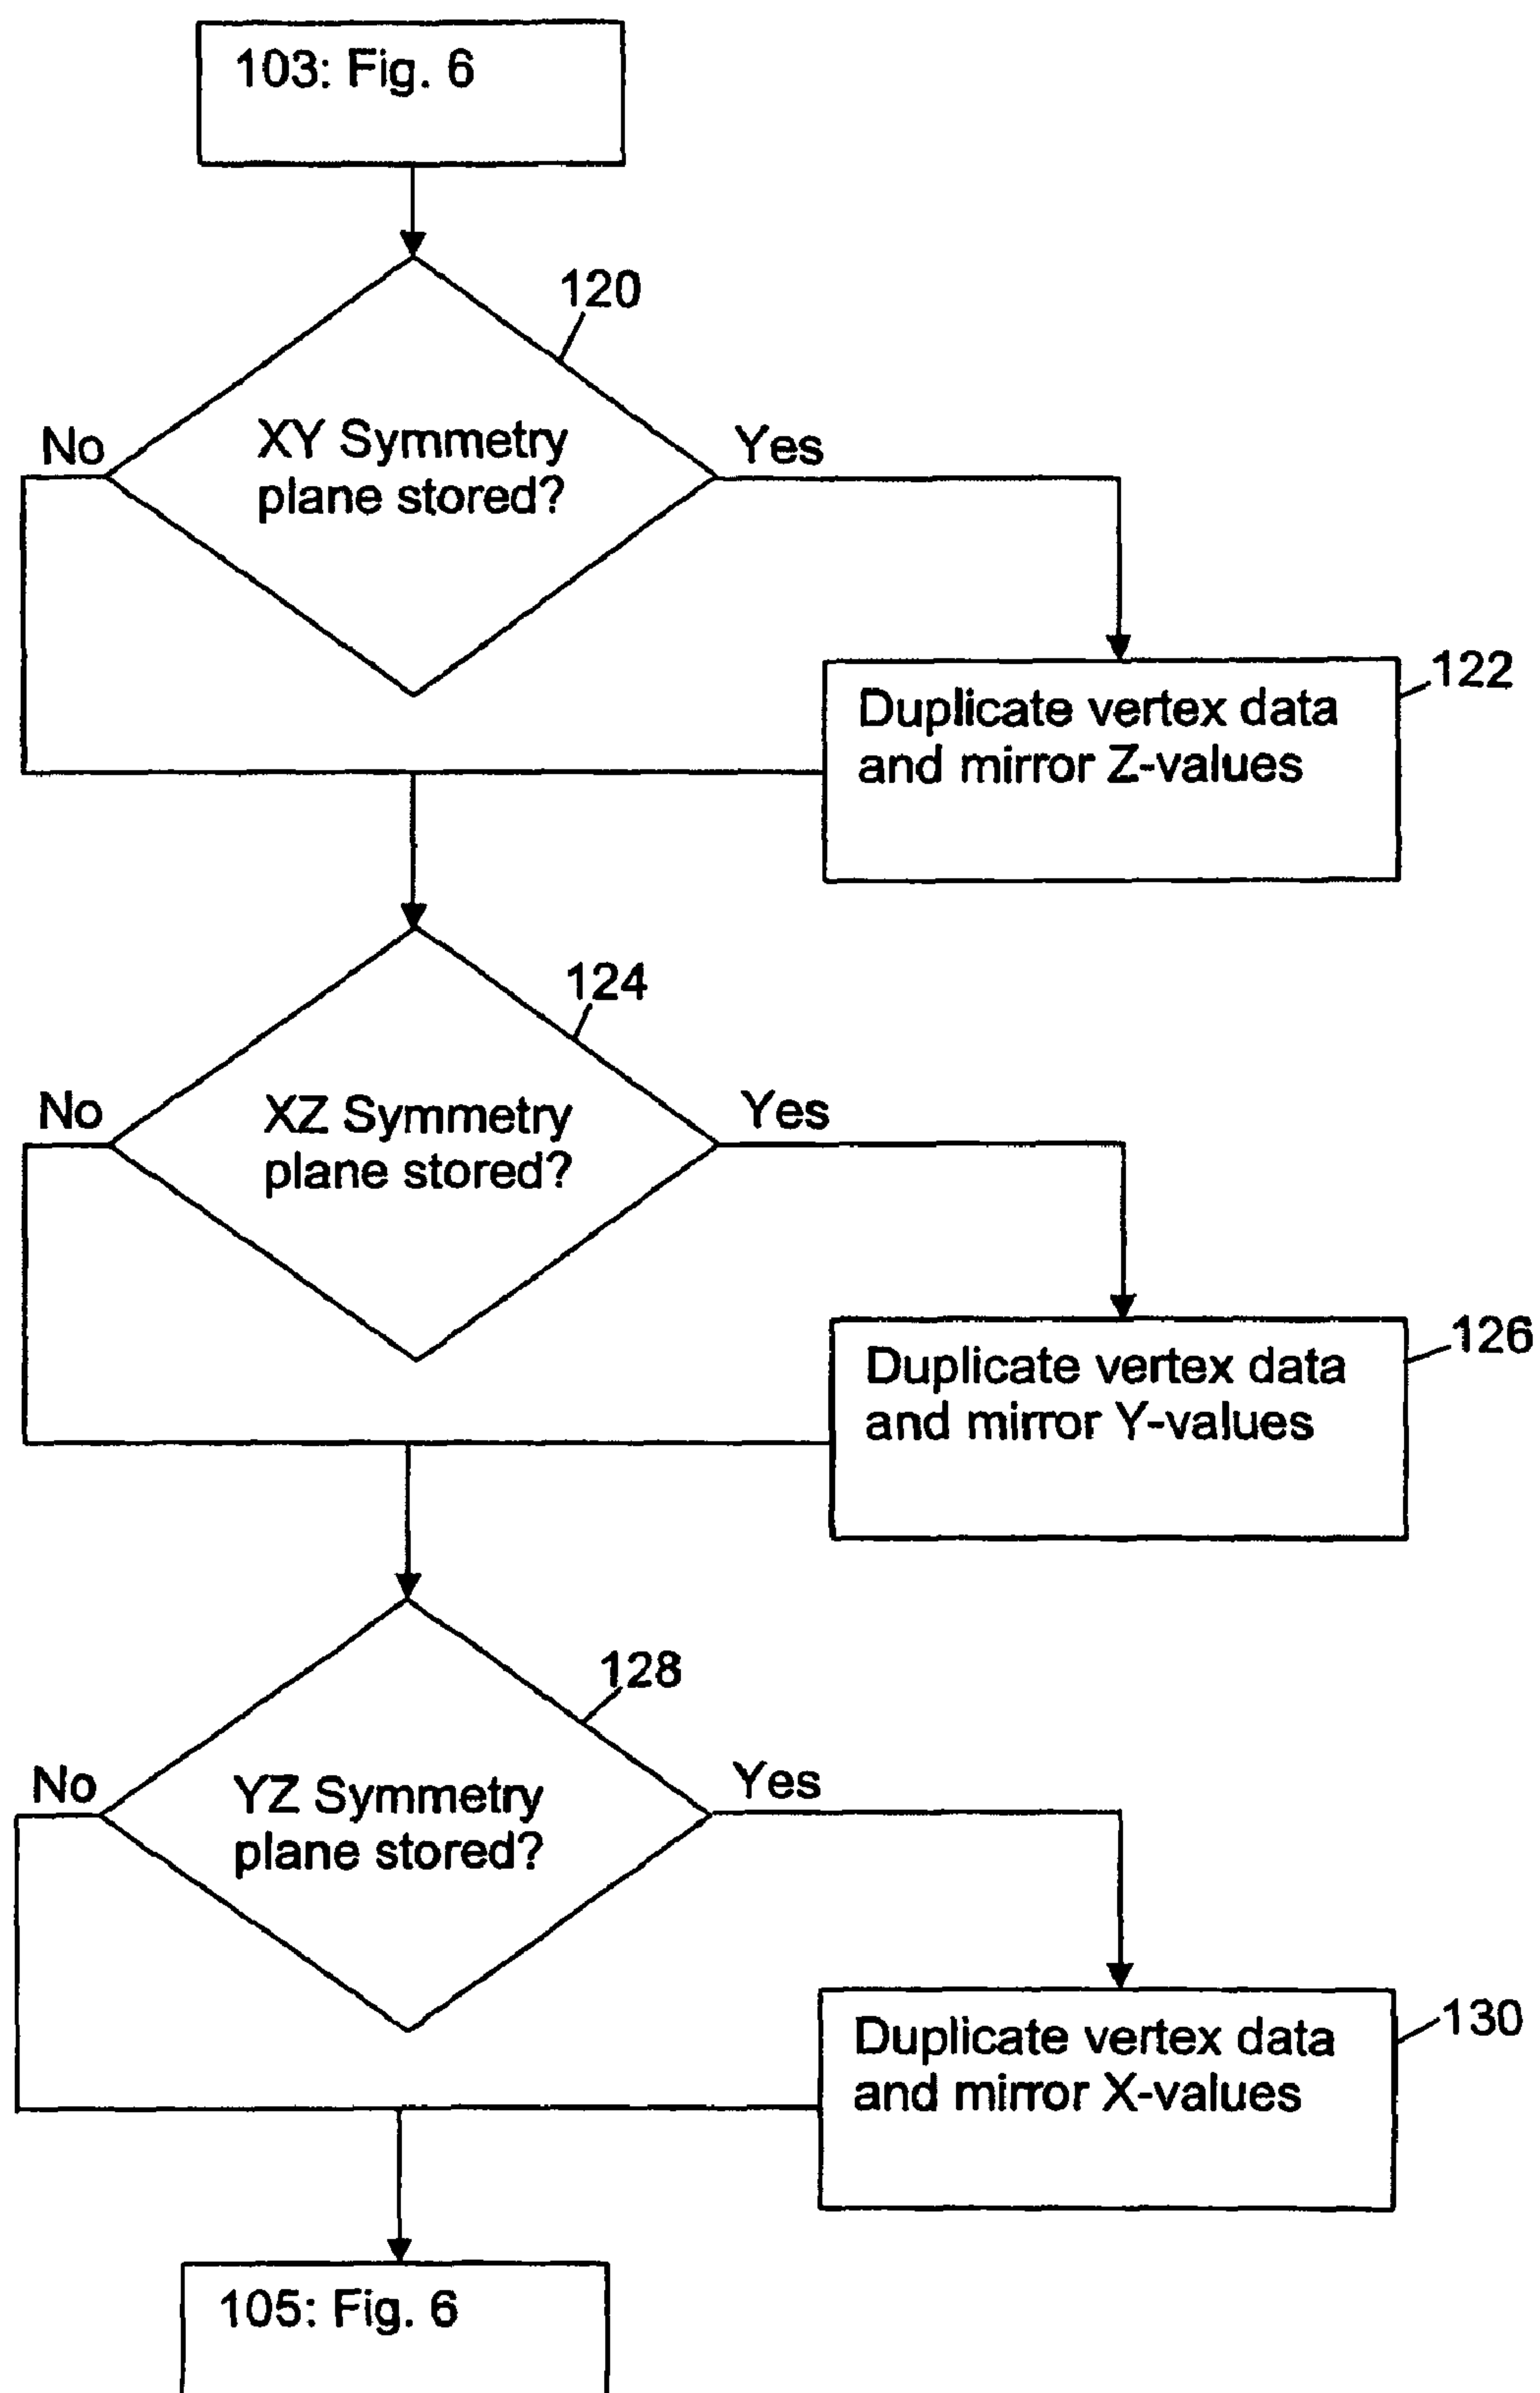 103: Fig. 6
120
XY Symmetry
plane stored?
No
Yes
122
Duplicate vertex data
and mirror Z-values
124
XZ Symmetry
plane stored?
No
Yes
126
Duplicate vertex data
and mirror Y-values
128
YZ Symmetry
plane stored?
No
Yes
130
Duplicate vertex data
and mirror X-values
105: Fig. 6